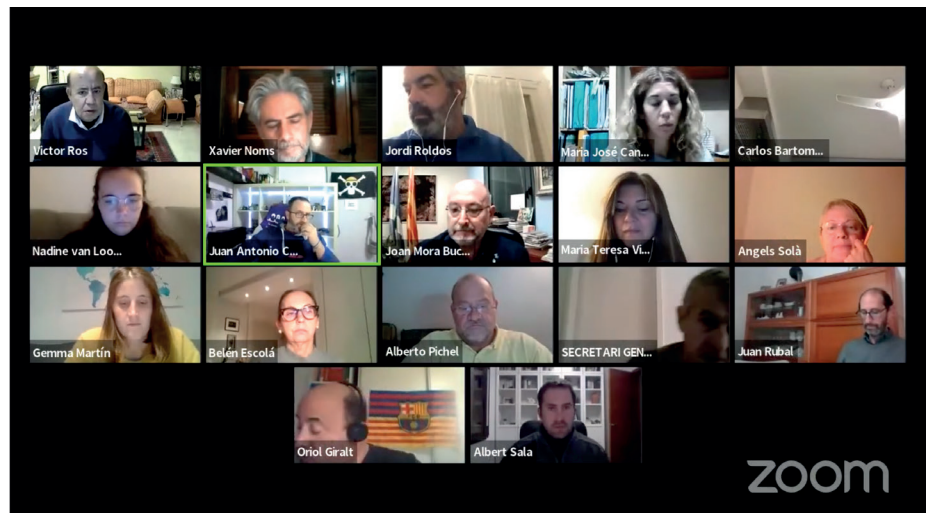 Victor Ros
Xavier Noms
Jordi Roldos
Maria José Can...
Carlos Bartom...
Nadine van Loo...
Juan Antonio C...
Joan Mora Buc...
Maria Teresa Vi...
Angels Solà
Gemma Martín
Belén Escolá
Alberto Pichel
SECRETARI GEN...
Juan Rubal
Oriol Giralt
Albert Sala
zoom